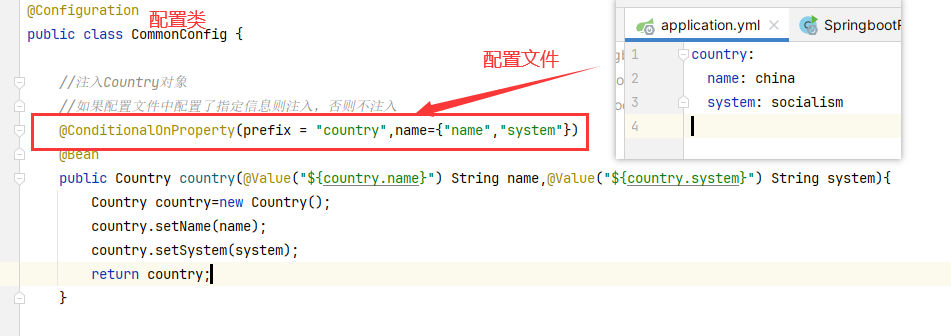 @Configuration
配置类
public class CommonConfig {
//注入Country对象
//如果配置文件中配置了指定信息则注入，否则不注入
@ConditionalOnProperty(prefix = "country",name={"name","system"})
@Bean
public Country country(@Value("${country.name}") String name,@Value("${country.system}") String system){
Country country=new Country();
country.setName(name);
country.setSystem(system);
return country;
}
配置文件
application.yml
SpringbootF
1 country:
2 name: china
3 system: socialism
4